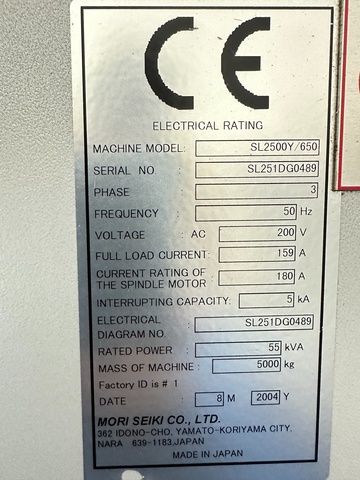 CE
ELECTRICAL RATING
MACHINE MODEL: SL2500Y/650
SERIAL NO. : SL251DG0489
PHASE : 3
FREQUENCY : 50 Hz
VOLTAGE : AC 200 V
FULL LOAD CURRENT: 159 A
CURRENT RATING OF
THE SPINDLE MOTOR : 180 A
INTERRUPTING CAPACITY: 5 kA
ELECTRICAL
DIAGRAM NO. : SL251DG0489
RATED POWER : 55 kVA
MASS OF MACHINE : 5000 kg
Factory ID is # 1
DATE : 8 M 2004 Y
MORI SEIKI CO., LTD.
362 IDONO-CHO, YAMATO-KORIYAMA CITY,
NARA 639-1183,JAPAN
MADE IN JAPAN